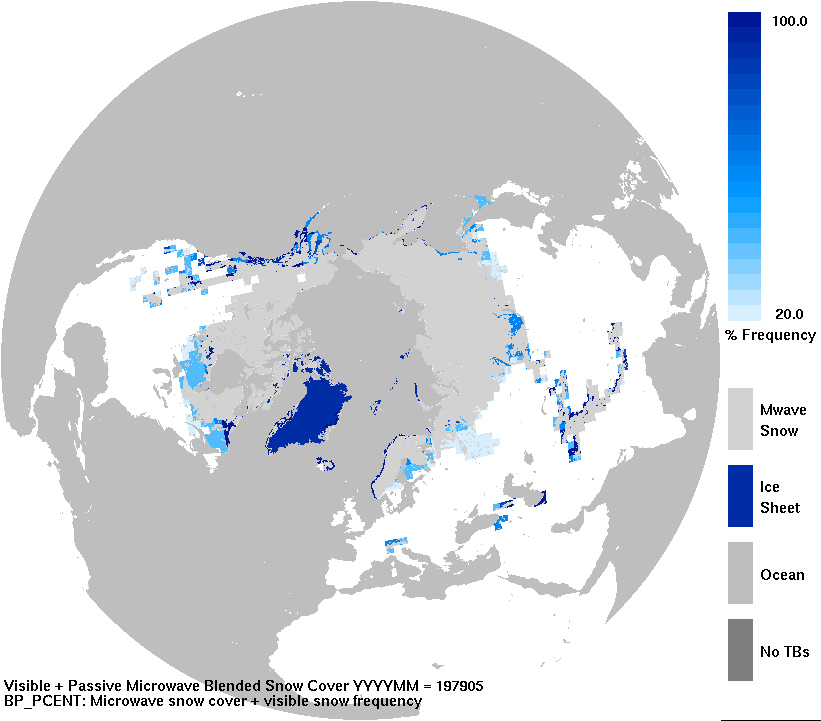 100.0
20.0
% Frequency
Mwave
Snow
Ice
Sheet
Ocean
No TBs
Visible + Passive Microwave Blended Snow Cover YYYYMM = 197905
BP_PCENT: Microwave snow cover + visible snow frequency